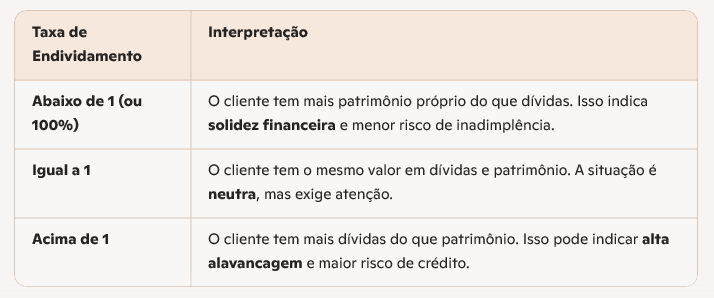 Taxa de
Endividamento
Interpretação
Abaixo de 1 (ou
100%)
O cliente tem mais patrimônio próprio do que dívidas. Isso indica
solidez financeira e menor risco de inadimplência.
Igual a 1
O cliente tem o mesmo valor em dívidas e patrimônio. A situação é
neutra, mas exige atenção.
Acima de 1
O cliente tem mais dívidas do que patrimônio. Isso pode indicar alta
alavancagem e maior risco de crédito.